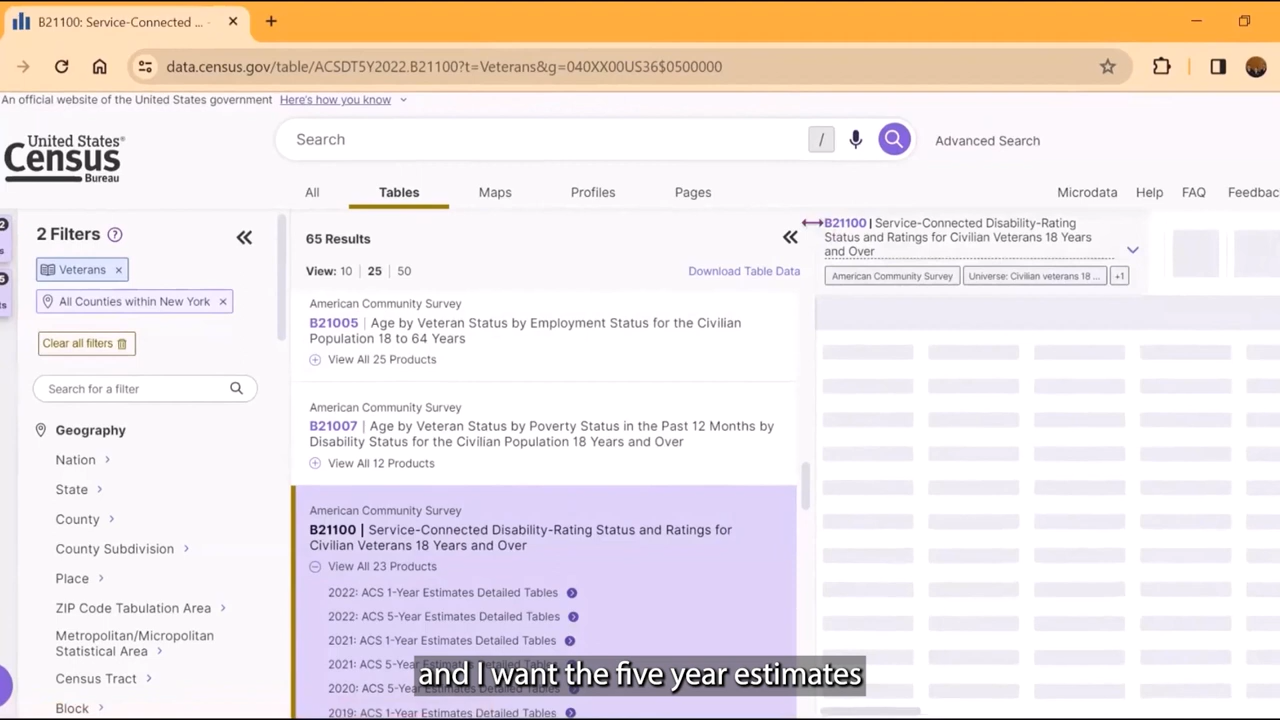 B21100: Service-Connected ...
data.census.gov/table/ACSDT5Y2022.B21100?t=Veterans&g=040XX00US36$0500000
An official website of the United States government Here's how you know
United States®
Census
Bureau
Search
/
Advanced Search
All Tables Maps Profiles Pages
Microdata Help FAQ Feedbac
2
s
5
ts
2 Filters ?
Veterans ×
All Counties within New York ×
Clear all filters
Search for a filter
Geography
Nation
State
County
County Subdivision
Place
ZIP Code Tabulation Area
Metropolitan/Micropolitan
Statistical Area
Census Tract
Block
65 Results
View: 10 | 25 | 50
Download Table Data
American Community Survey
B21005 | Age by Veteran Status by Employment Status for the Civilian
Population 18 to 64 Years
View All 25 Products
American Community Survey
B21007 | Age by Veteran Status by Poverty Status in the Past 12 Months by
Disability Status for the Civilian Population 18 Years and Over
View All 12 Products
American Community Survey
B21100 | Service-Connected Disability-Rating Status and Ratings for
Civilian Veterans 18 Years and Over
View All 23 Products
2022: ACS 1-Year Estimates Detailed Tables
2022: ACS 5-Year Estimates Detailed Tables
2021: ACS 1-Year Estimates Detailed Tables
2021: ACS 5-Year Estimates Detailed Tables
2020: ACS 5-Year Estimates Detailed Tables
2019: ACS 1-Year Estimates Detailed Tables
B21100 | Service-Connected Disability-Rating
Status and Ratings for Civilian Veterans 18 Years
and Over
American Community Survey
Universe: Civilian veterans 18 ...
+1
and I want the five year estimates